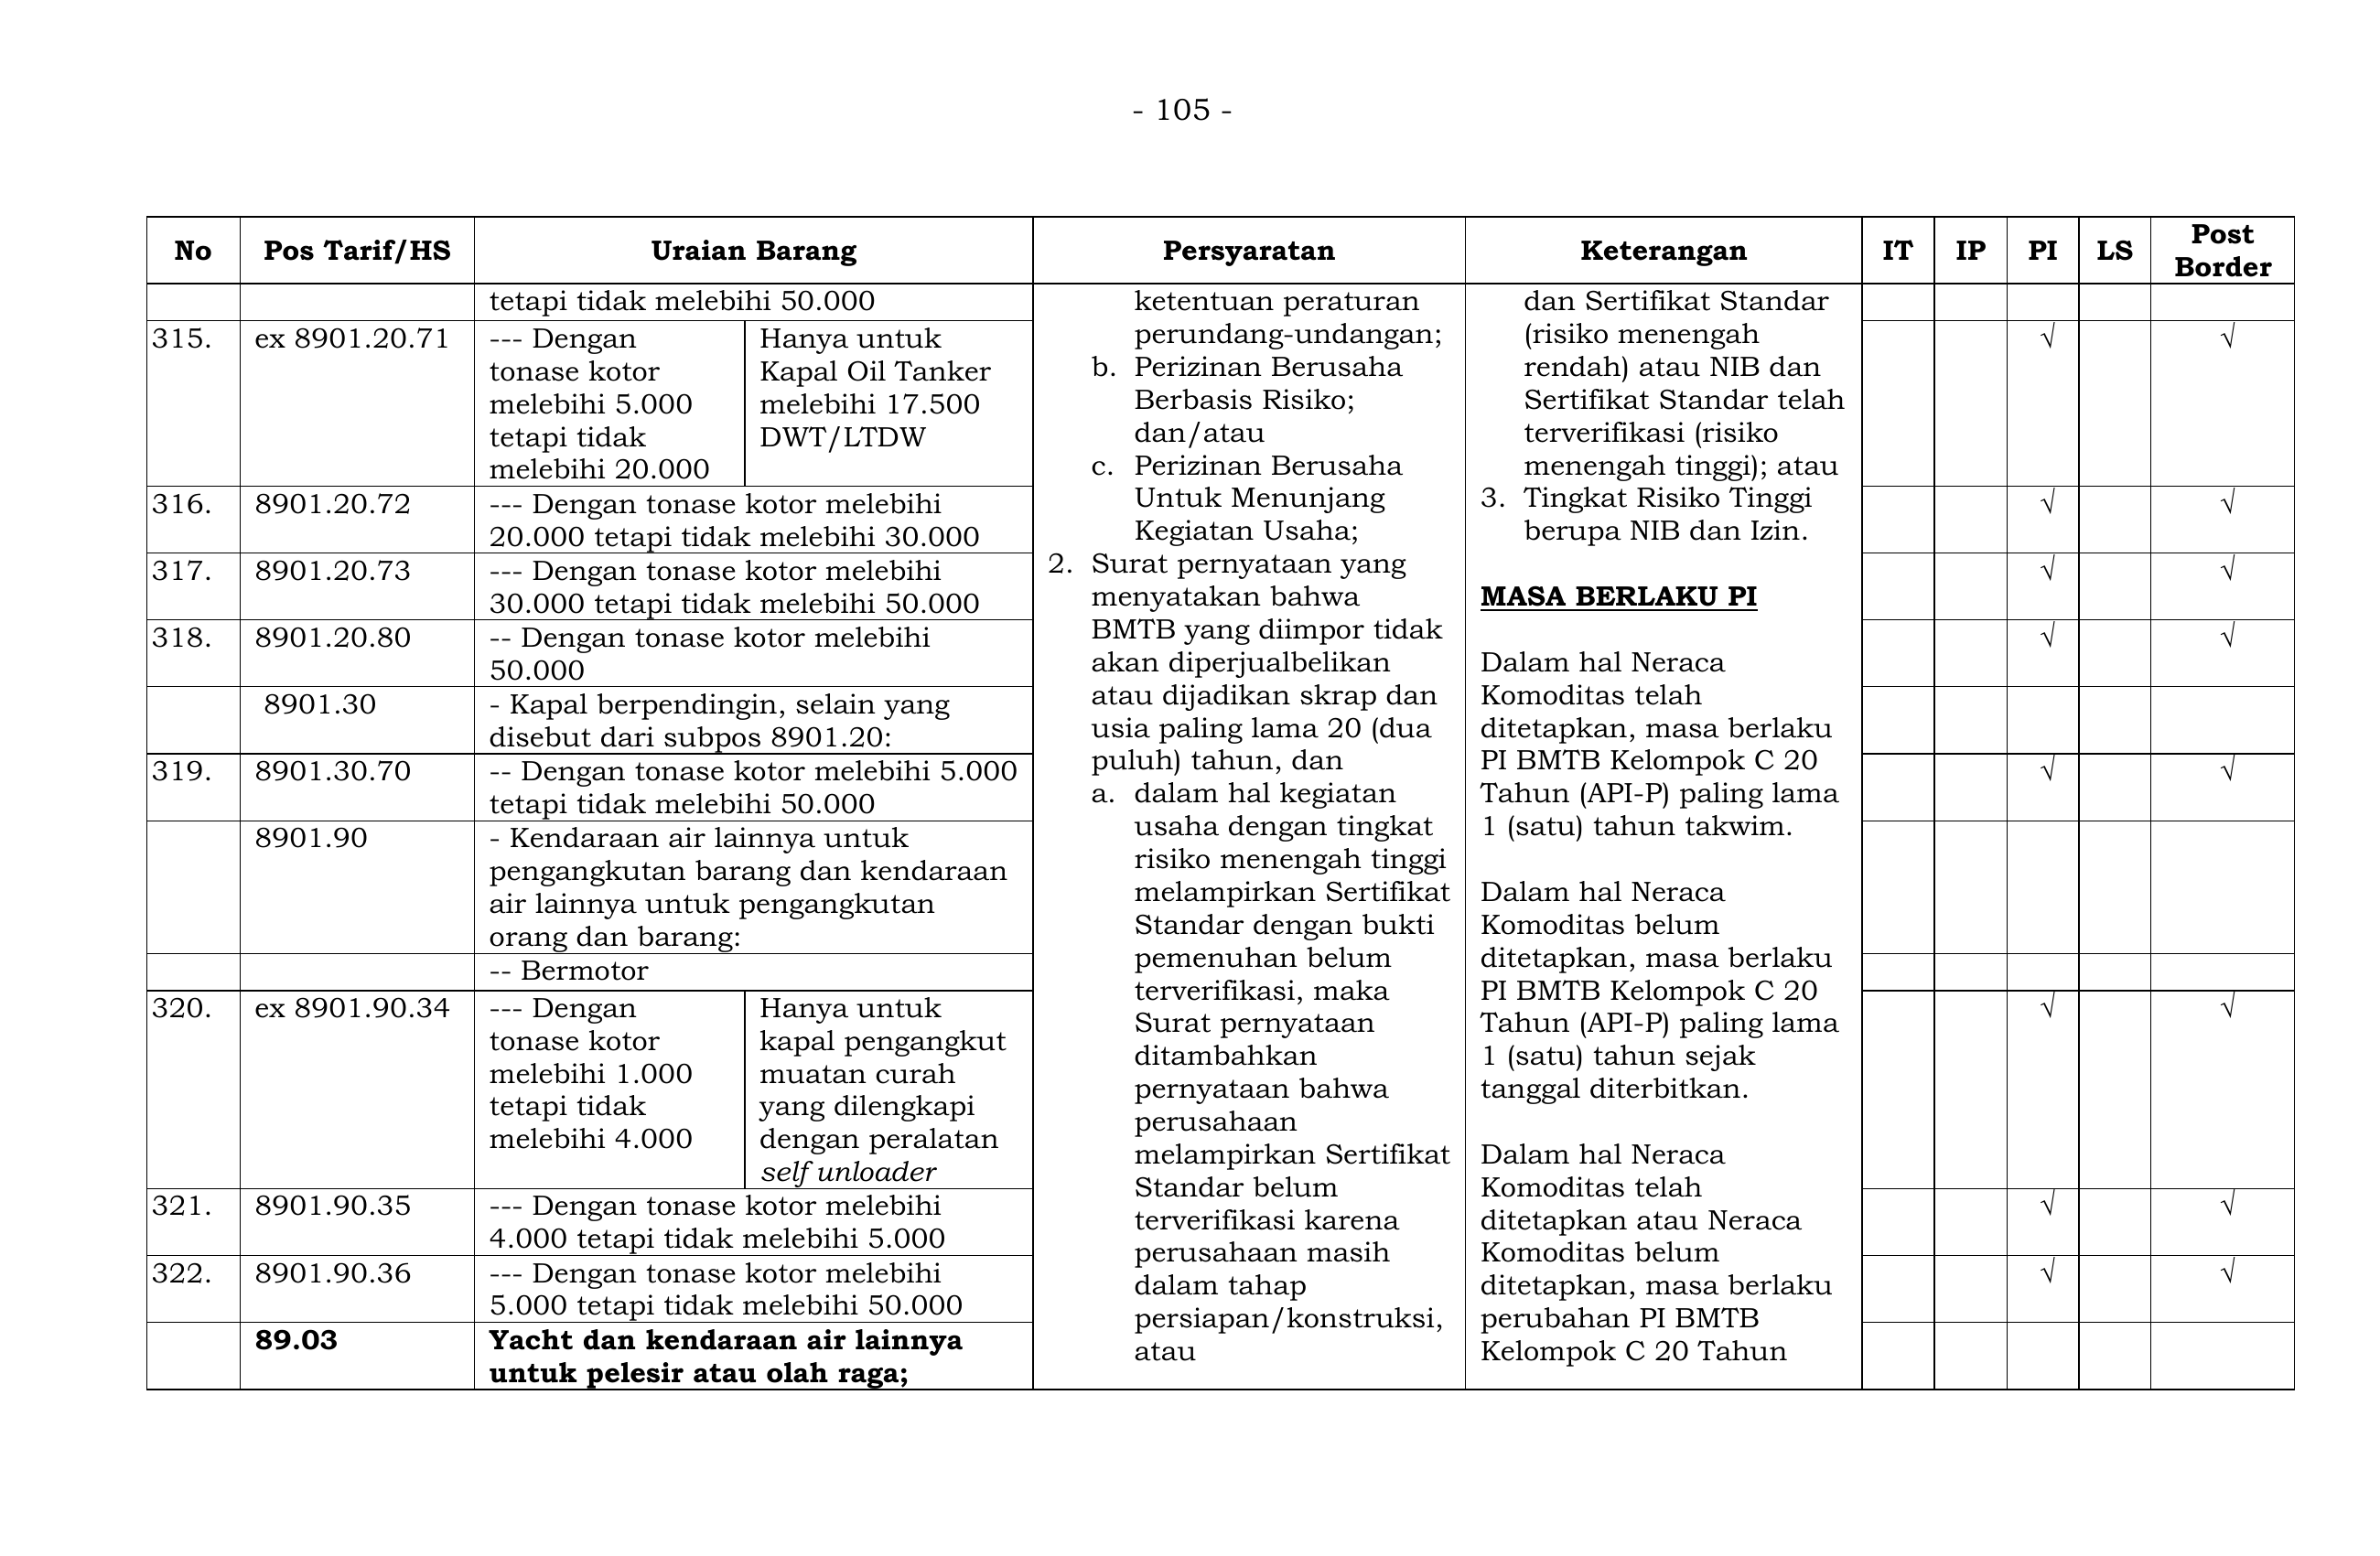 - 105 -
No
Pos Tarif/HS
Uraian Barang
Persyaratan
Keterangan
IT
IP
PI
LS
Post
Border
tetapi tidak melebihi 50.000
315.
ex 8901.20.71
--- Dengan
tonase kotor
melebihi 5.000
tetapi tidak
melebihi 20.000
Hanya untuk
Kapal Oil Tanker
melebihi 17.500
DWT/LTDW
√
√
316.
8901.20.72
--- Dengan tonase kotor melebihi
20.000 tetapi tidak melebihi 30.000
√
√
317.
8901.20.73
--- Dengan tonase kotor melebihi
30.000 tetapi tidak melebihi 50.000
√
√
318.
8901.20.80
-- Dengan tonase kotor melebihi
50.000
√
√
8901.30
- Kapal berpendingin, selain yang
disebut dari subpos 8901.20:
319.
8901.30.70
-- Dengan tonase kotor melebihi 5.000
tetapi tidak melebihi 50.000
√
√
8901.90
- Kendaraan air lainnya untuk
pengangkutan barang dan kendaraan
air lainnya untuk pengangkutan
orang dan barang:
-- Bermotor
320.
ex 8901.90.34
--- Dengan
tonase kotor
melebihi 1.000
tetapi tidak
melebihi 4.000
Hanya untuk
kapal pengangkut
muatan curah
yang dilengkapi
dengan peralatan
self unloader
√
√
321.
8901.90.35
--- Dengan tonase kotor melebihi
4.000 tetapi tidak melebihi 5.000
√
√
322.
8901.90.36
--- Dengan tonase kotor melebihi
5.000 tetapi tidak melebihi 50.000
√
√
89.03
Yacht dan kendaraan air lainnya
untuk pelesir atau olah raga;
ketentuan peraturan
perundang-undangan;
b. Perizinan Berusaha
Berbasis Risiko;
dan/atau
c. Perizinan Berusaha
Untuk Menunjang
Kegiatan Usaha;
2. Surat pernyataan yang
menyatakan bahwa
BMTB yang diimpor tidak
akan diperjualbelikan
atau dijadikan skrap dan
usia paling lama 20 (dua
puluh) tahun, dan
a. dalam hal kegiatan
usaha dengan tingkat
risiko menengah tinggi
melampirkan Sertifikat
Standar dengan bukti
pemenuhan belum
terverifikasi, maka
Surat pernyataan
ditambahkan
pernyataan bahwa
perusahaan
melampirkan Sertifikat
Standar belum
terverifikasi karena
perusahaan masih
dalam tahap
persiapan/konstruksi,
atau
dan Sertifikat Standar
(risiko menengah
rendah) atau NIB dan
Sertifikat Standar telah
terverifikasi (risiko
menengah tinggi); atau
3. Tingkat Risiko Tinggi
berupa NIB dan Izin.
MASA BERLAKU PI
Dalam hal Neraca
Komoditas telah
ditetapkan, masa berlaku
PI BMTB Kelompok C 20
Tahun (API-P) paling lama
1 (satu) tahun takwim.
Dalam hal Neraca
Komoditas belum
ditetapkan, masa berlaku
PI BMTB Kelompok C 20
Tahun (API-P) paling lama
1 (satu) tahun sejak
tanggal diterbitkan.
Dalam hal Neraca
Komoditas telah
ditetapkan atau Neraca
Komoditas belum
ditetapkan, masa berlaku
perubahan PI BMTB
Kelompok C 20 Tahun